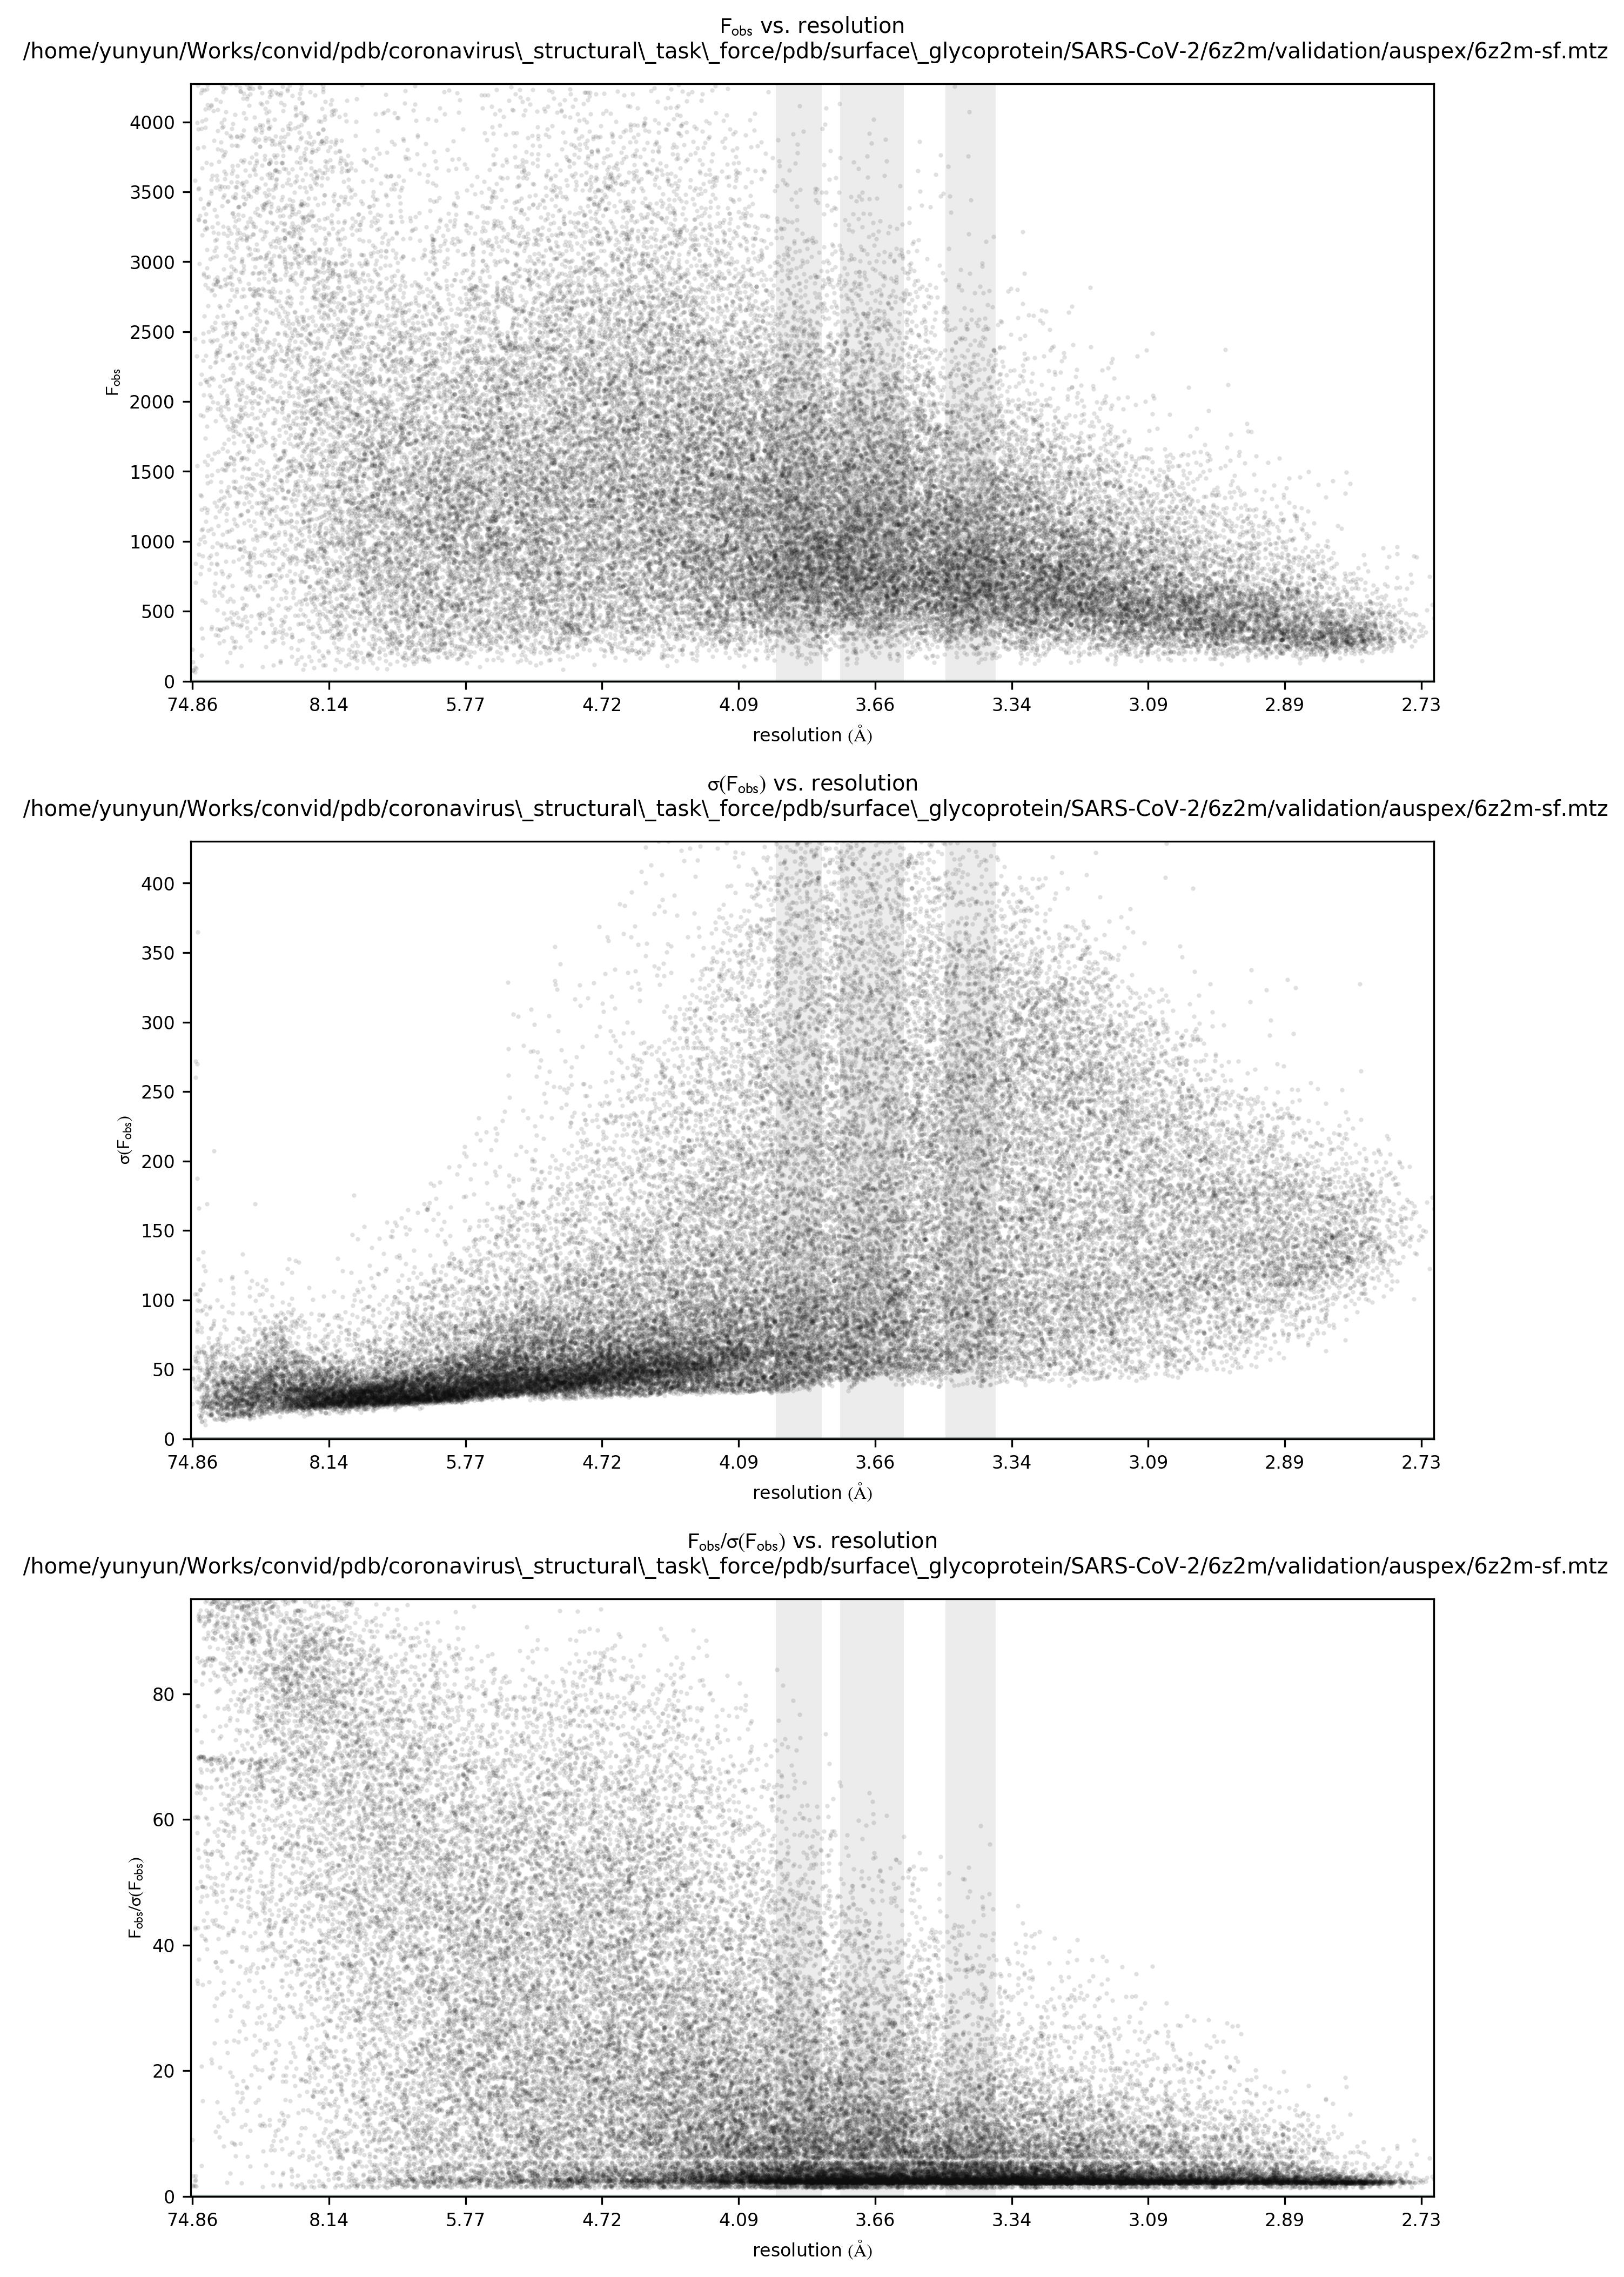 Fobs vs. resolution
/home/yunyun/Works/convid/pdb/coronavirus\_structural\_task\_force/pdb/surface\_glycoprotein/SARS-CoV-2/6z2m/validation/auspex/6z2m-sf.mtz
4000
3500
3000
2500
2000
1500
1000
500
0
Fobs
74.86 8.14 5.77 4.72 4.09 3.66 3.34 3.09 2.89 2.73
resolution (Å)
σ(Fobs) vs. resolution
/home/yunyun/Works/convid/pdb/coronavirus\_structural\_task\_force/pdb/surface\_glycoprotein/SARS-CoV-2/6z2m/validation/auspex/6z2m-sf.mtz
400
350
300
250
200
150
100
50
0
σ(Fobs)
74.86 8.14 5.77 4.72 4.09 3.66 3.34 3.09 2.89 2.73
resolution (Å)
Fobs/σ(Fobs) vs. resolution
/home/yunyun/Works/convid/pdb/coronavirus\_structural\_task\_force/pdb/surface\_glycoprotein/SARS-CoV-2/6z2m/validation/auspex/6z2m-sf.mtz
80
60
40
20
0
Fobs/σ(Fobs)
74.86 8.14 5.77 4.72 4.09 3.66 3.34 3.09 2.89 2.73
resolution (Å)